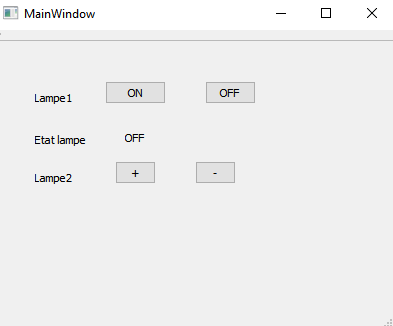 MainWindow
Lampe1 ON OFF
Etat lampe OFF
Lampe2 + -